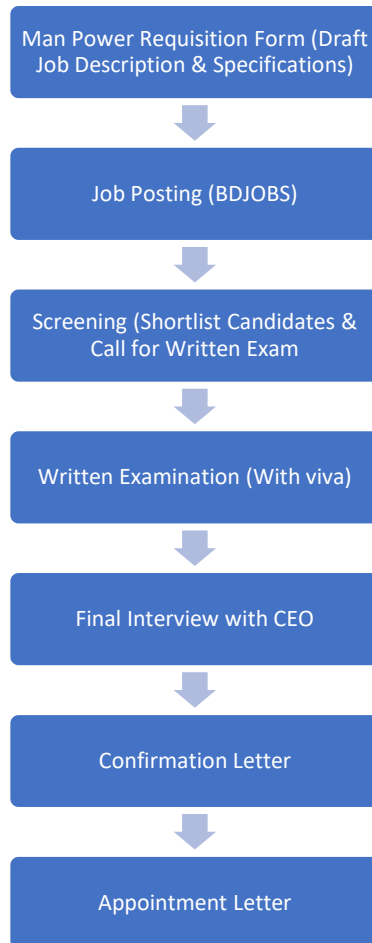 Man Power Requisition Form (Draft
Job Description & Specifications)
Job Posting (BDJOBS)
Screening (Shortlist Candidates &
Call for Written Exam
Written Examination (With viva)
Final Interview with CEO
Confirmation Letter
Appointment Letter